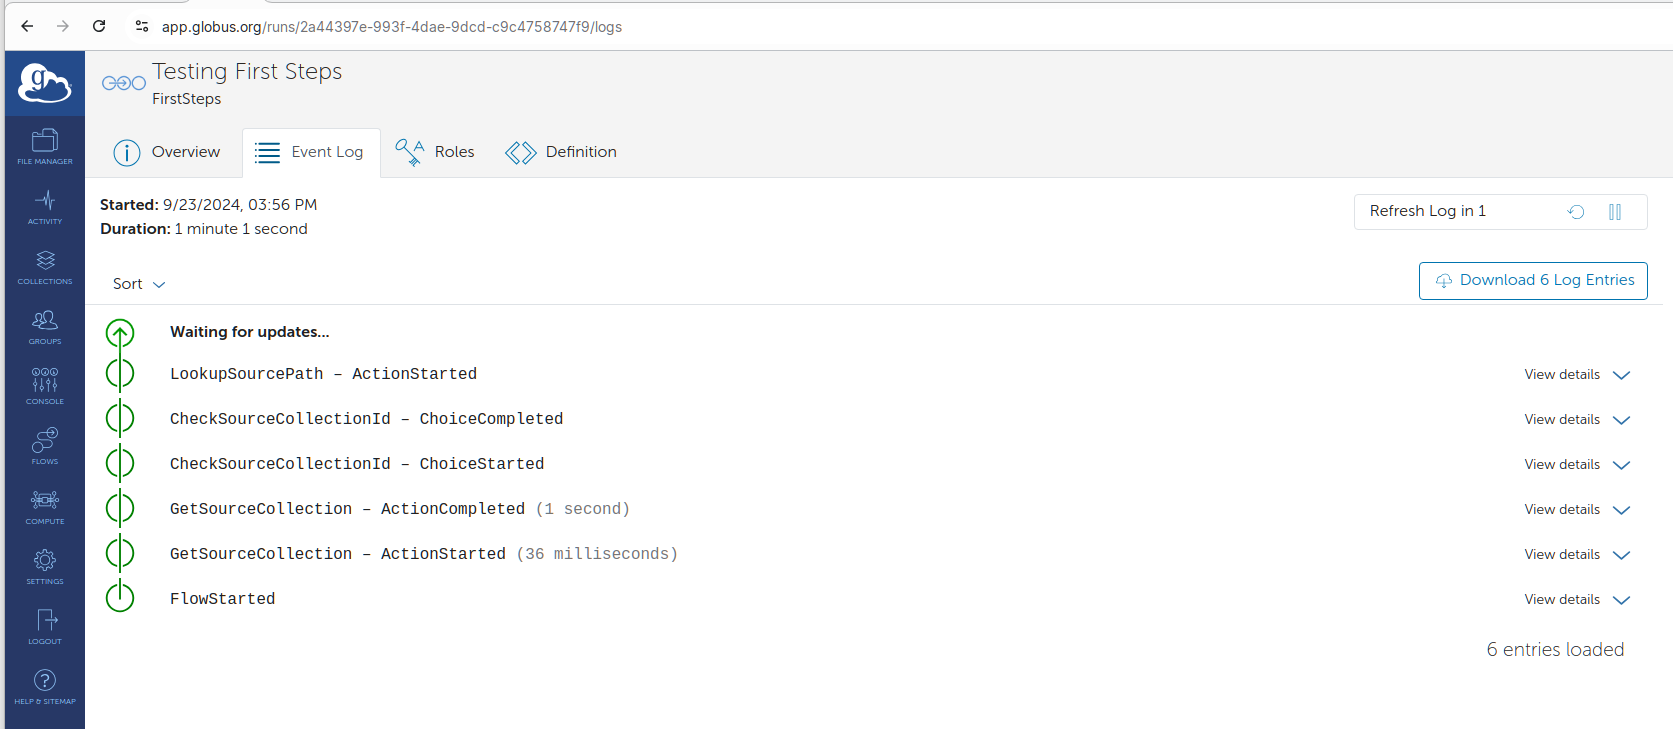 app.globus.org/runs/2a44397e-993f-4dae-9dcd-c9c4758747f9/logs
g
Testing First Steps
FirstSteps
Overview
Event Log
Roles
Definition
FILE MANAGER
ACTIVITY
COLLECTIONS
GROUPS
CONSOLE
FLOWS
COMPUTE
SETTINGS
LOGOUT
HELP & SITEMAP
Started: 9/23/2024, 03:56 PM
Duration: 1 minute 1 second
Refresh Log in 1
Sort
Download 6 Log Entries
Waiting for updates...
LookupSourcePath – ActionStarted View details
CheckSourceCollectionId – ChoiceCompleted View details
CheckSourceCollectionId – ChoiceStarted View details
GetSourceCollection – ActionCompleted (1 second) View details
GetSourceCollection – ActionStarted (36 milliseconds) View details
FlowStarted View details
6 entries loaded